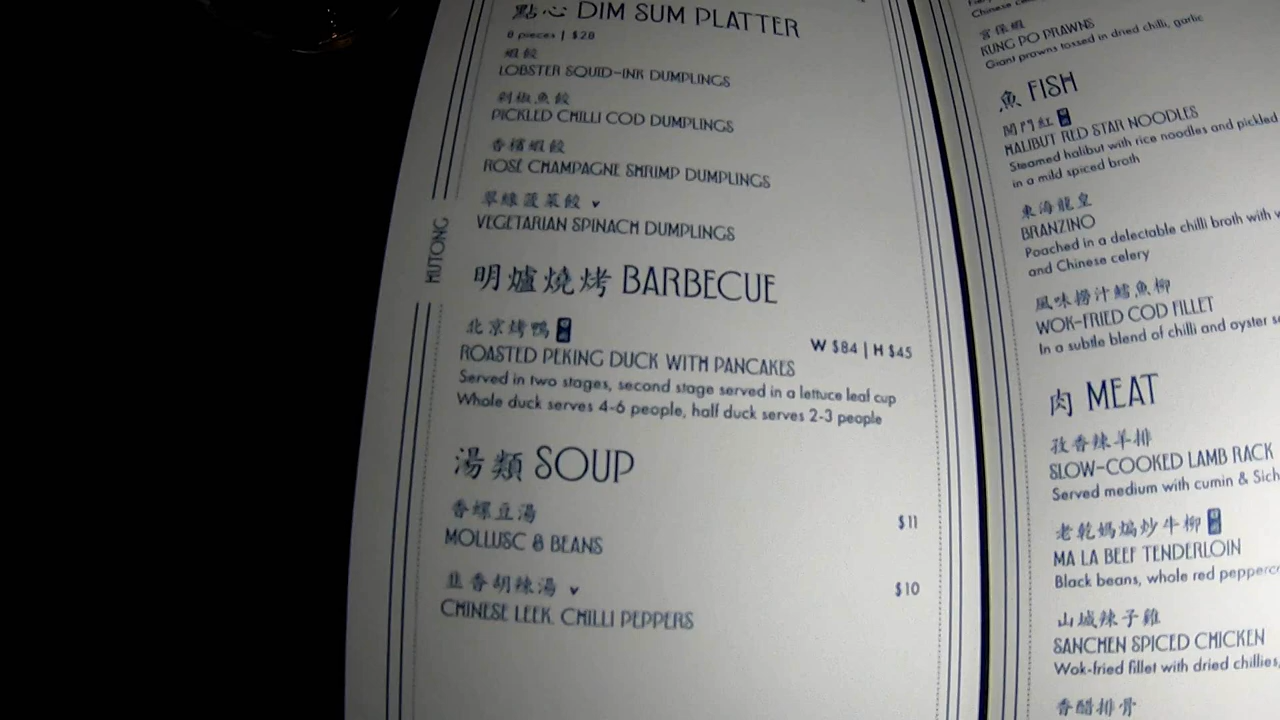 點心 DIM SUM PLATTER
8 pieces | $28
蝦餃
LOBSTER SQUID-INK DUMPLINGS
剁椒魚餃
PICKLED CHILLI COD DUMPLINGS
香檳蝦餃
ROSÉ CHAMPAGNE SHRIMP DUMPLINGS
翠綠菠菜餃 v
VEGETARIAN SPINACH DUMPLINGS
HUTONG
明爐燒烤 BARBECUE
北京烤鴨
W $84 | H $45
ROASTED PEKING DUCK WITH PANCAKES
Served in two stages, second stage served in a lettuce leaf cup
Whole duck serves 4-6 people, half duck serves 2-3 people
湯類 SOUP
香螺豆湯
$11
MOLLUSC & BEANS
韭香胡辣湯 v
$10
CHINESE LEEK, CHILLI PEPPERS
宮保蝦
KUNG PO PRAWNS
Giant prawns tossed in dried chilli, garlic
魚 FISH
開門紅
HALIBUT RED STAR NOODLES
Steamed halibut with rice noodles and pickled
in a mild spiced broth
東海龍皇
BRANZINO
Poached in a delectable chilli broth with
and Chinese celery
風味撈汁鱈魚柳
WOK-FRIED COD FILLET
In a subtle blend of chilli and oyster
肉 MEAT
孜香辣羊排
SLOW-COOKED LAMB RACK
Served medium with cumin &
老乾媽煸炒牛柳
MA LA BEEF TENDERLOIN
Black beans, whole red
山城辣子雞
SANCHEN SPICED CHICKEN
Wok-fried fillet with dried chillies,
香醋排骨